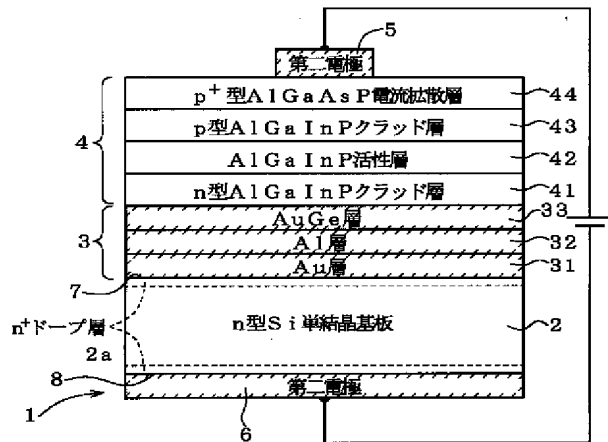 5
第二電極
p+型AlGaAsP電流拡散層
44
p型AlGaInPクラッド層
43
4
AlGaInP活性層
42
n型AlGaInPクラッド層
41
AuGe層
33
3
Al層
32
Au層
31
7
n+ドープ層
n型Si単結晶基板
2
2a
8
第二電極
1
6